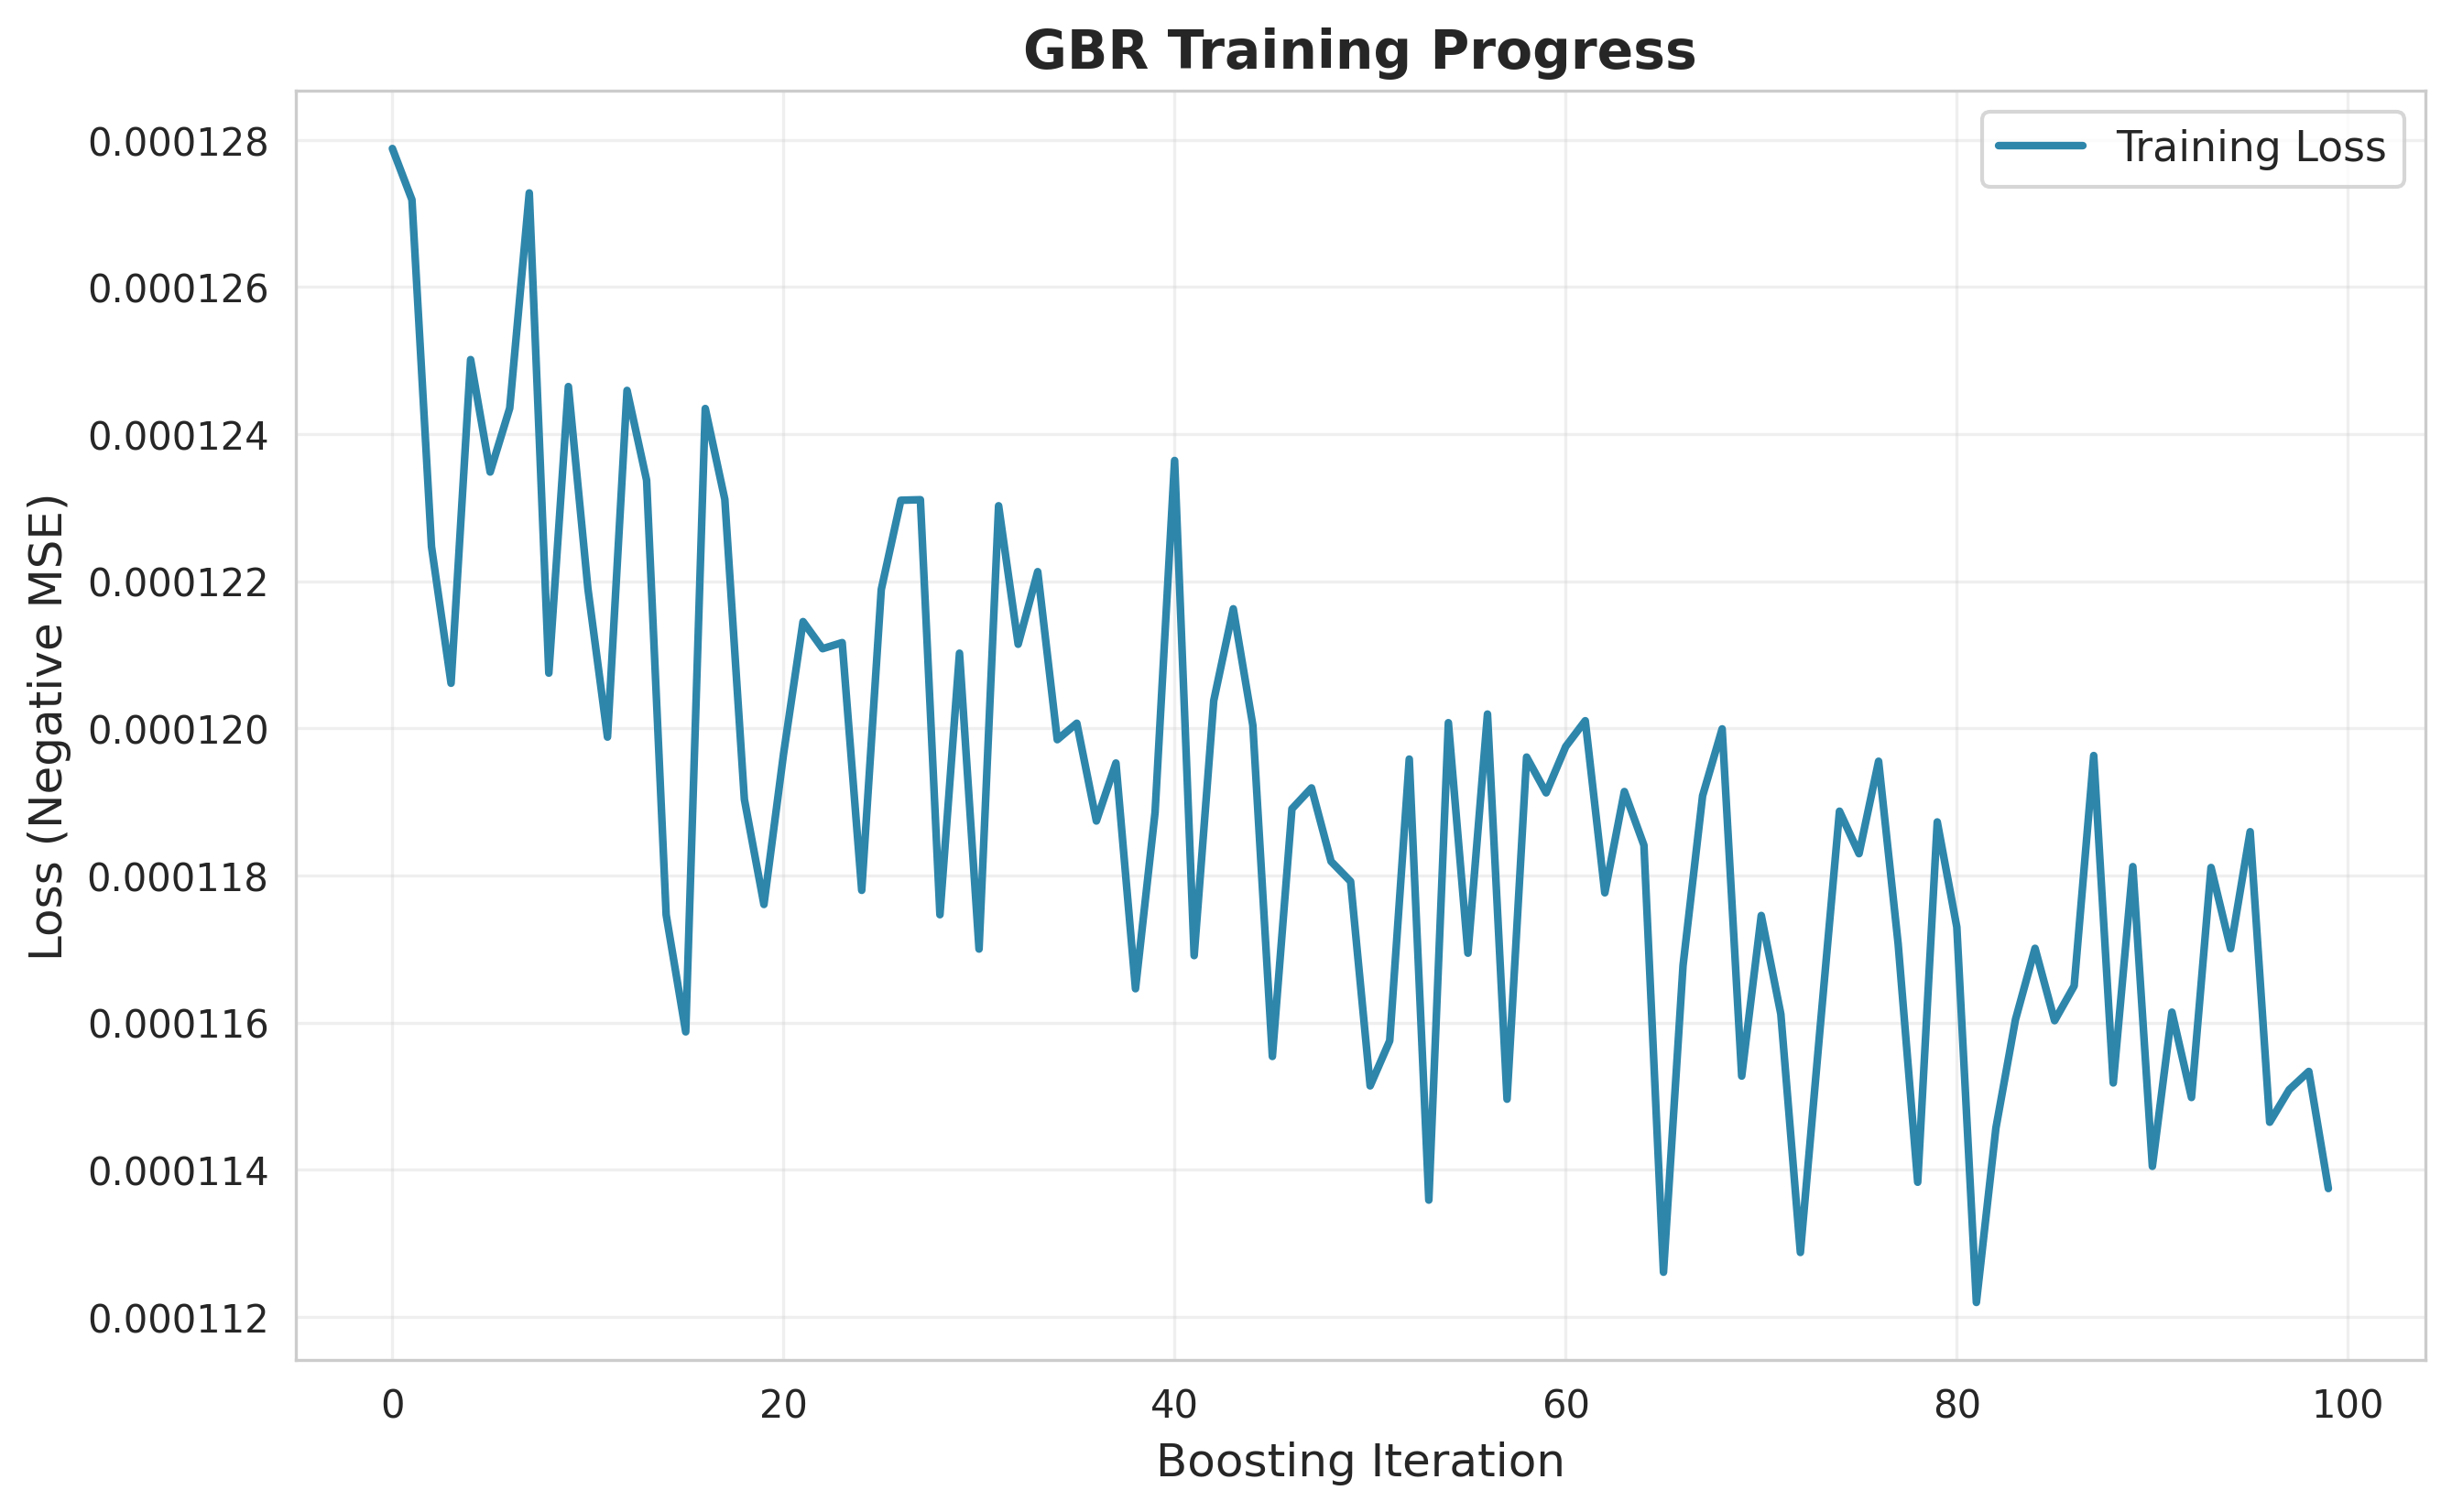 GBR Training Progress
Training Loss
Loss (Negative MSE)
0.000128
0.000126
0.000124
0.000122
0.000120
0.000118
0.000116
0.000114
0.000112
0 20 40 60 80 100
Boosting Iteration